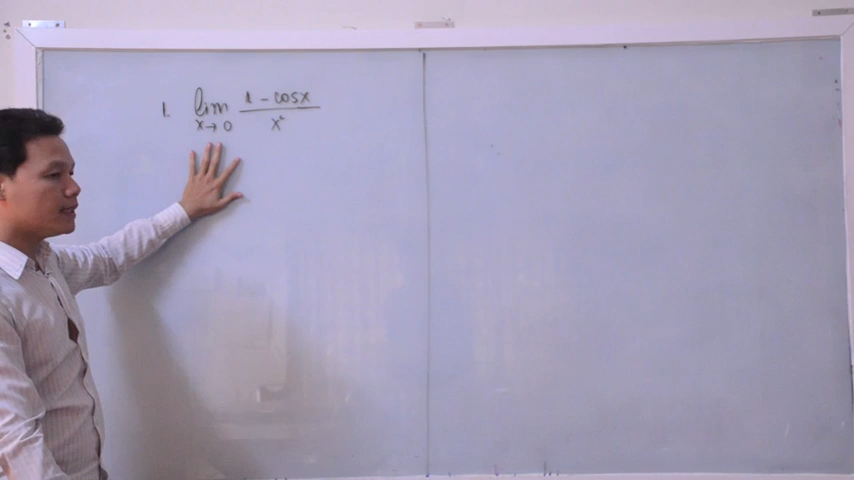 1. lim 1 - cosx
x→0 x²